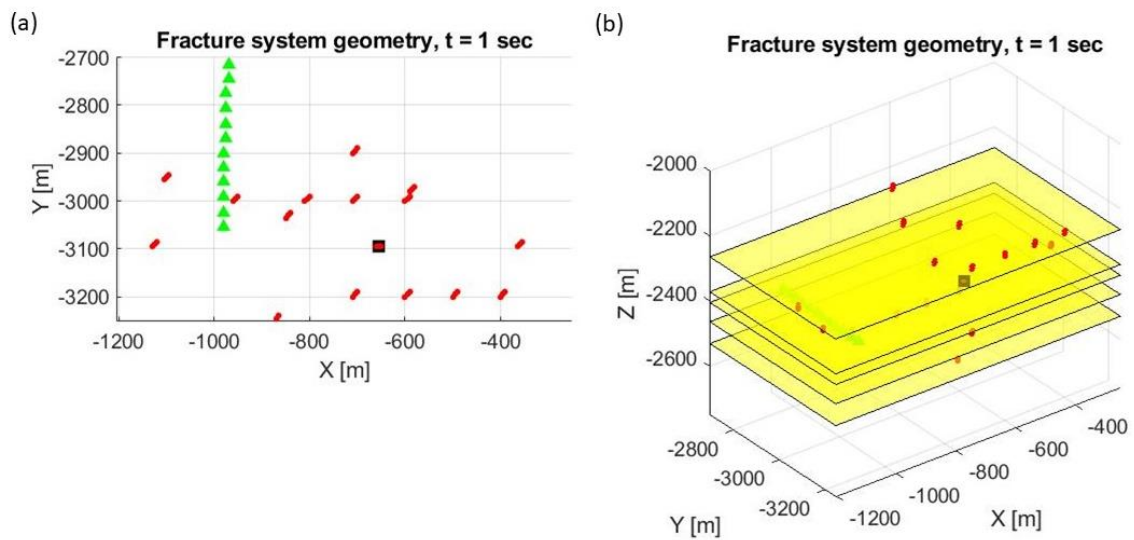 (a)
Fracture system geometry, t = 1 sec
-2700
-2800
-2900
-3000
-3100
-3200
Y [m]
-1200
-1000
-800
-600
-400
X [m]
(b)
Fracture system geometry, t = 1 sec
-2000
-2200
-2400
-2600
Z [m]
-2800
-3000
-3200
Y [m]
-1200
-1000
-800
-600
-400
X [m]